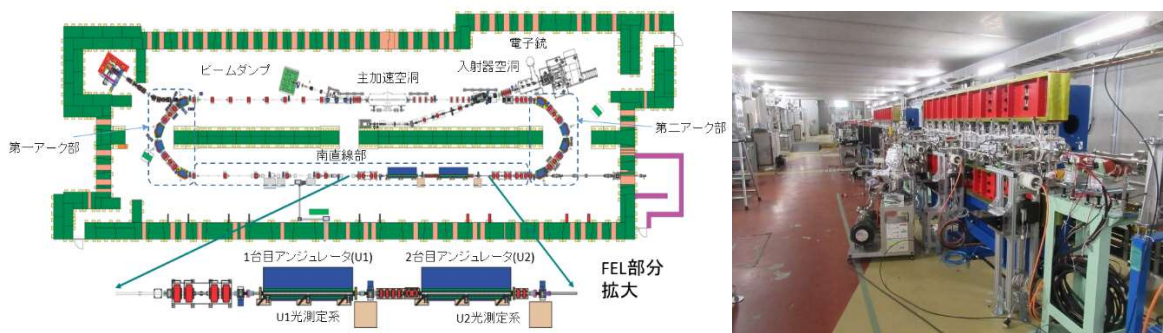 電子銃
ビームダンプ
主加速空洞
入射器空洞
第一アーク部
第二アーク部
南直線部
1台目アンジュレータ(U1)
2台目アンジュレータ(U2)
FEL部分
拡大
U1光測定系
U2光測定系